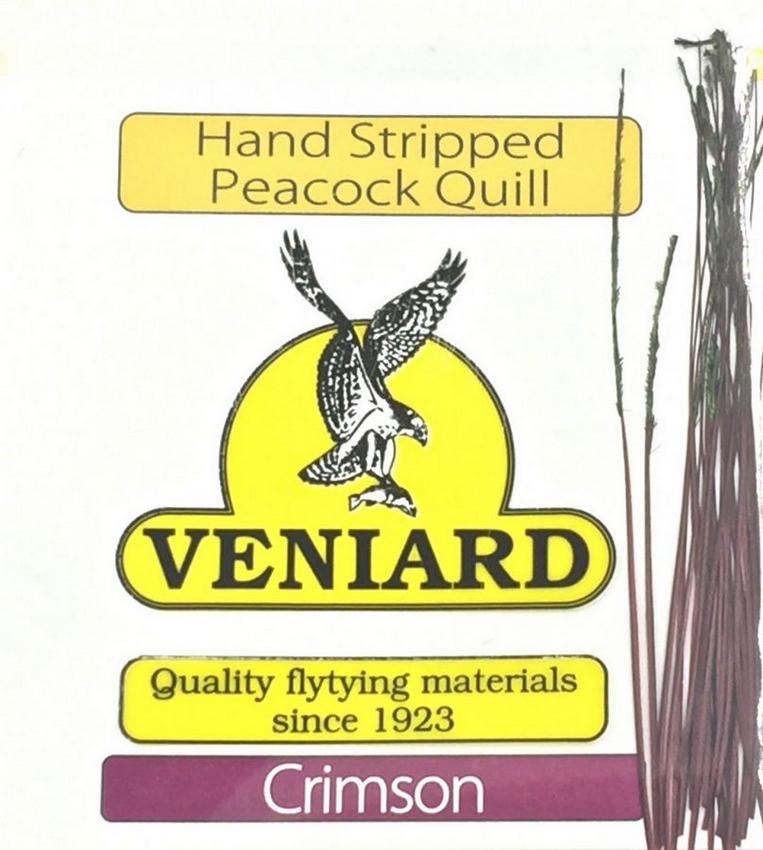 Hand Stripped
Peacock Quill
VENIARD
Quality flytying materials
since 1923
Crimson